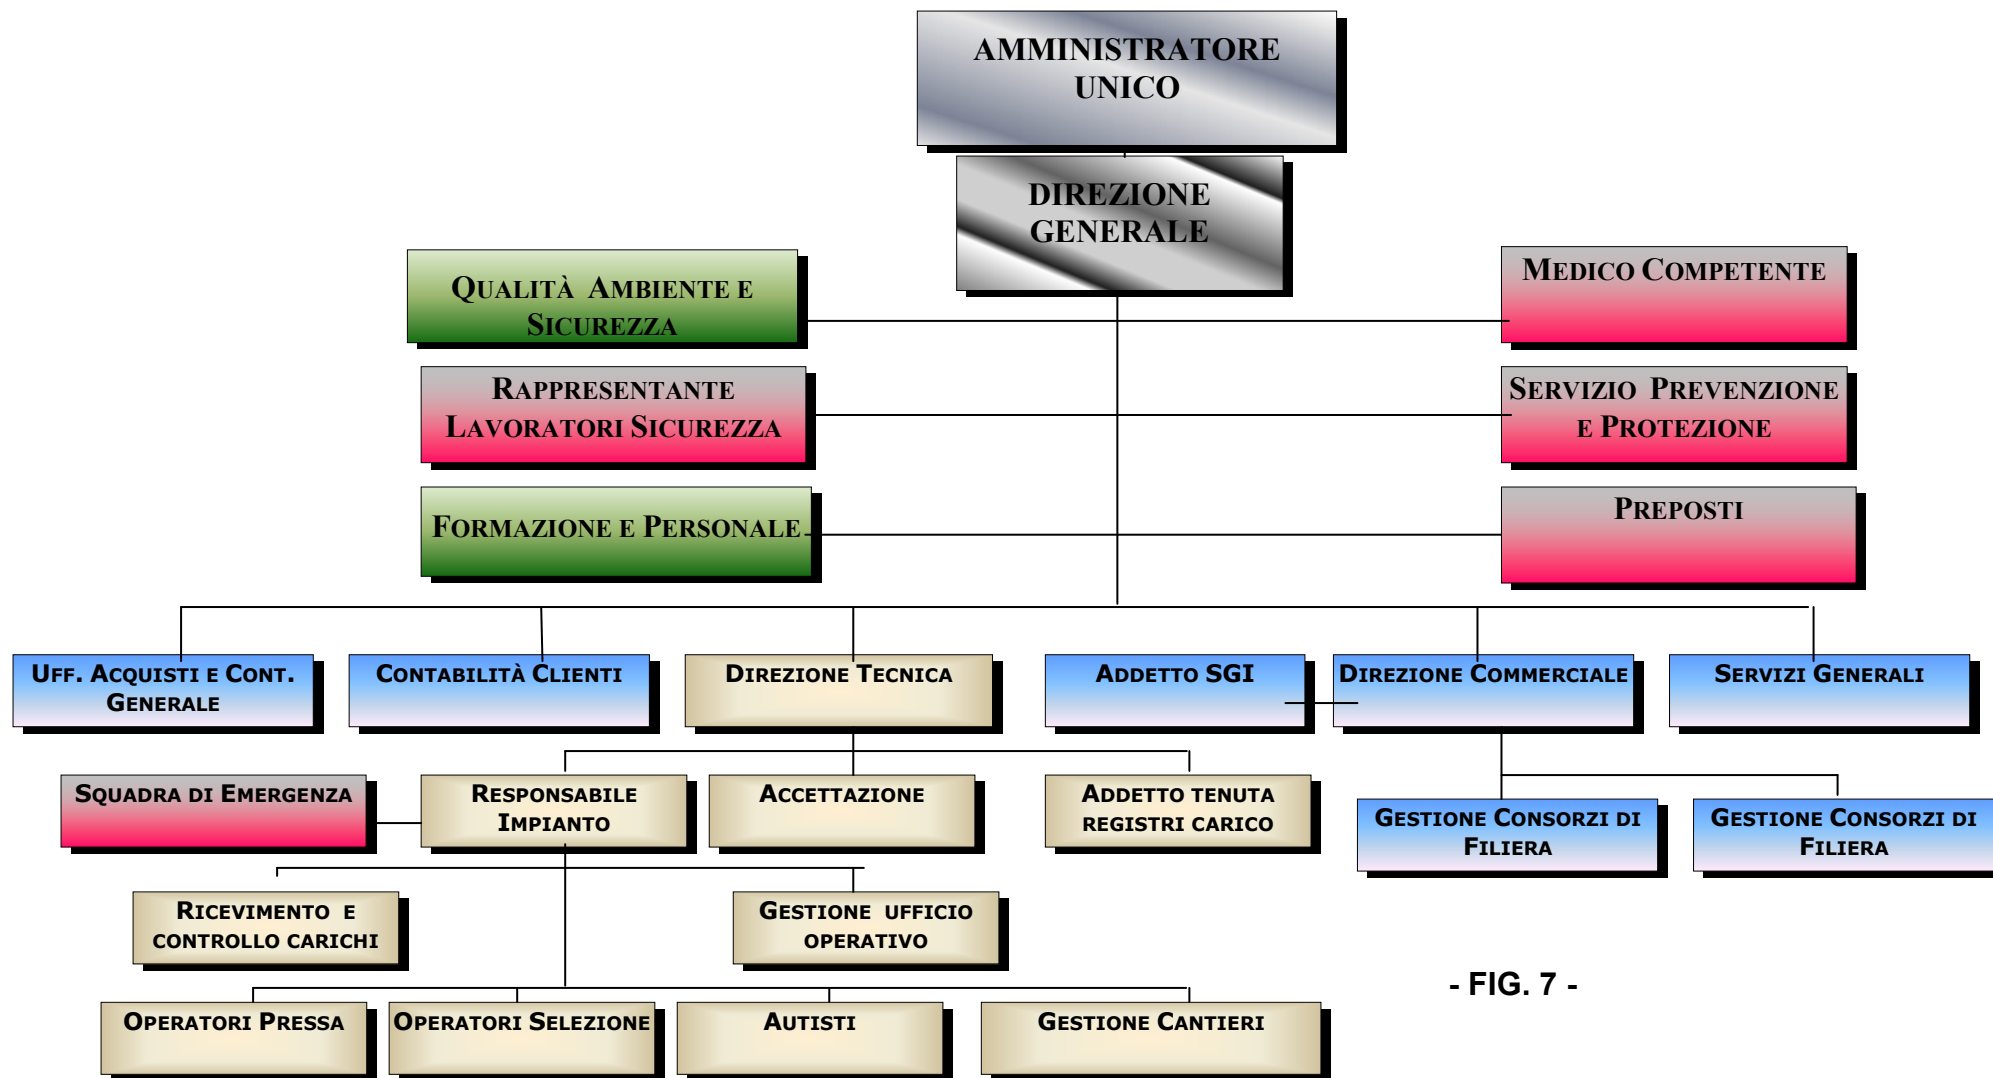 AMMINISTRATORE
UNICO
DIREZIONE
GENERALE
QUALITÀ AMBIENTE E
SICUREZZA
MEDICO COMPETENTE
RAPPRESENTANTE
LAVORATORI SICUREZZA
SERVIZIO PREVENZIONE
E PROTEZIONE
FORMAZIONE E PERSONALE
PREPOSTI
UFF. ACQUISTI E CONT.
GENERALE
CONTABILITÀ CLIENTI
DIREZIONE TECNICA
ADDETTO SGI
DIREZIONE COMMERCIALE
SERVIZI GENERALI
SQUADRA DI EMERGENZA
RESPONSABILE
IMPIANTO
ACCETTAZIONE
ADDETTO TENUTA
REGISTRI CARICO
GESTIONE CONSORZI DI
FILIERA
GESTIONE CONSORZI DI
FILIERA
RICEVIMENTO E
CONTROLLO CARICHI
GESTIONE UFFICIO
OPERATIVO
- FIG. 7 -
OPERATORI PRESSA
OPERATORI SELEZIONE
AUTISTI
GESTIONE CANTIERI